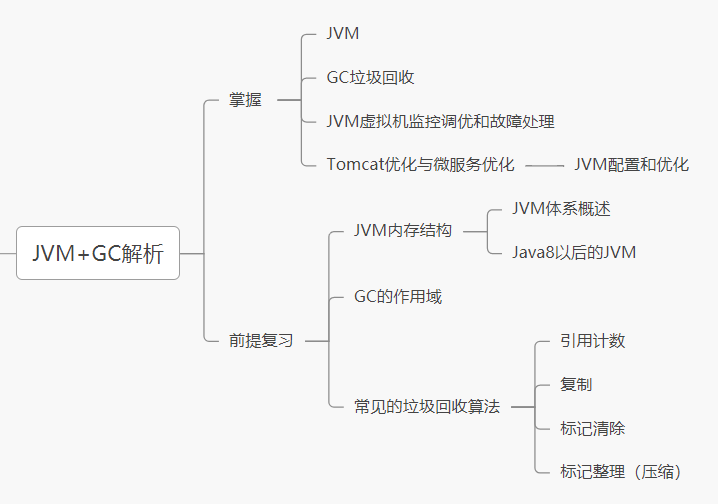 JVM+GC解析
掌握
JVM
GC垃圾回收
JVM虚拟机监控调优和故障处理
Tomcat优化与微服务优化
JVM配置和优化
前提复习
JVM内存结构
JVM体系概述
Java8以后的JVM
GC的作用域
常见的垃圾回收算法
引用计数
复制
标记清除
标记整理（压缩）